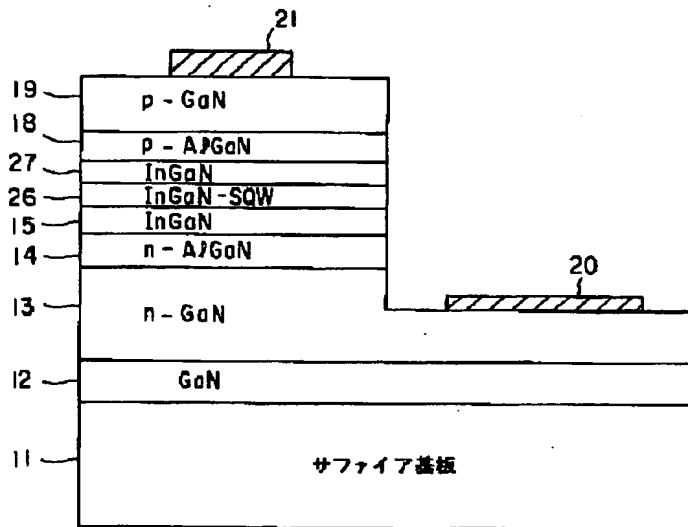 21
19
p-GaN
18
p-AlGaN
27
InGaN
26
InGaN-SQW
15
InGaN
14
n-AlGaN
20
13
n-GaN
12
GaN
11
サファイア基板